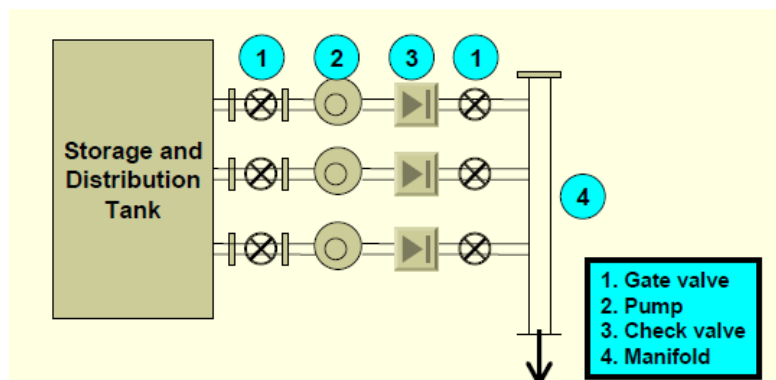 1
2
3
1
Storage and
Distribution
Tank
4
1. Gate valve
2. Pump
3. Check valve
4. Manifold